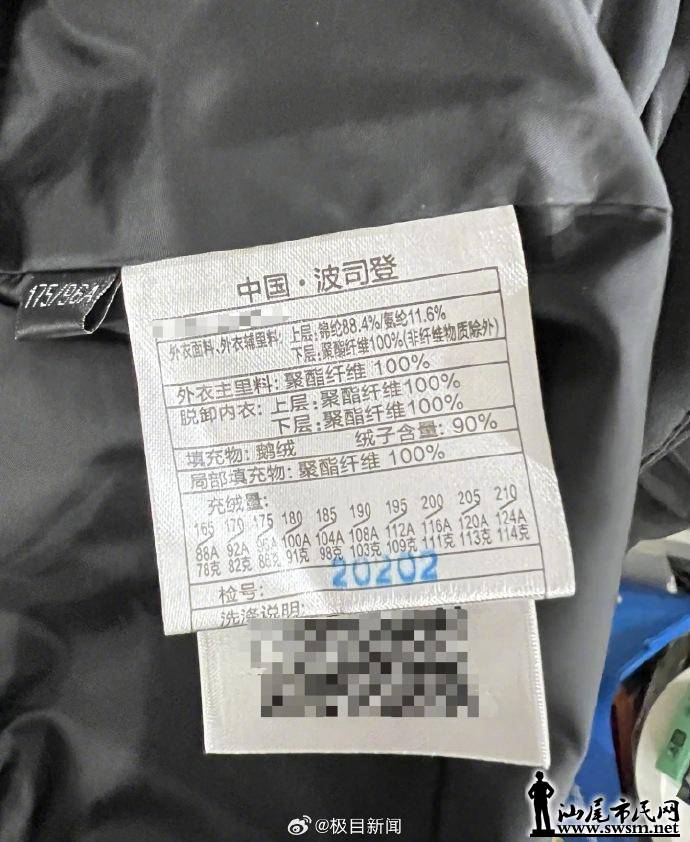 175/96A
中国·波司登
外衣面料、外衣辅里料: 上层:锦纶88.4%/氨纶11.6%
下层:聚酯纤维100%(非纤维物质除外)
外衣主里料: 聚酯纤维 100%
脱卸内衣: 上层:聚酯纤维100%
下层:聚酯纤维100%
填充物: 鹅绒 绒子含量: 90%
局部填充物: 聚酯纤维 100%
充绒量:
165 170 175 180 185 190 195 200 205 210
88A 92A 96A 100A 104A 108A 112A 116A 120A 124A
78克 82克 86克 91克 98克 103克 109克 111克 113克 114克
20202
检号:
洗涤说明:
@极目新闻
汕尾市民网
www.swsm.net